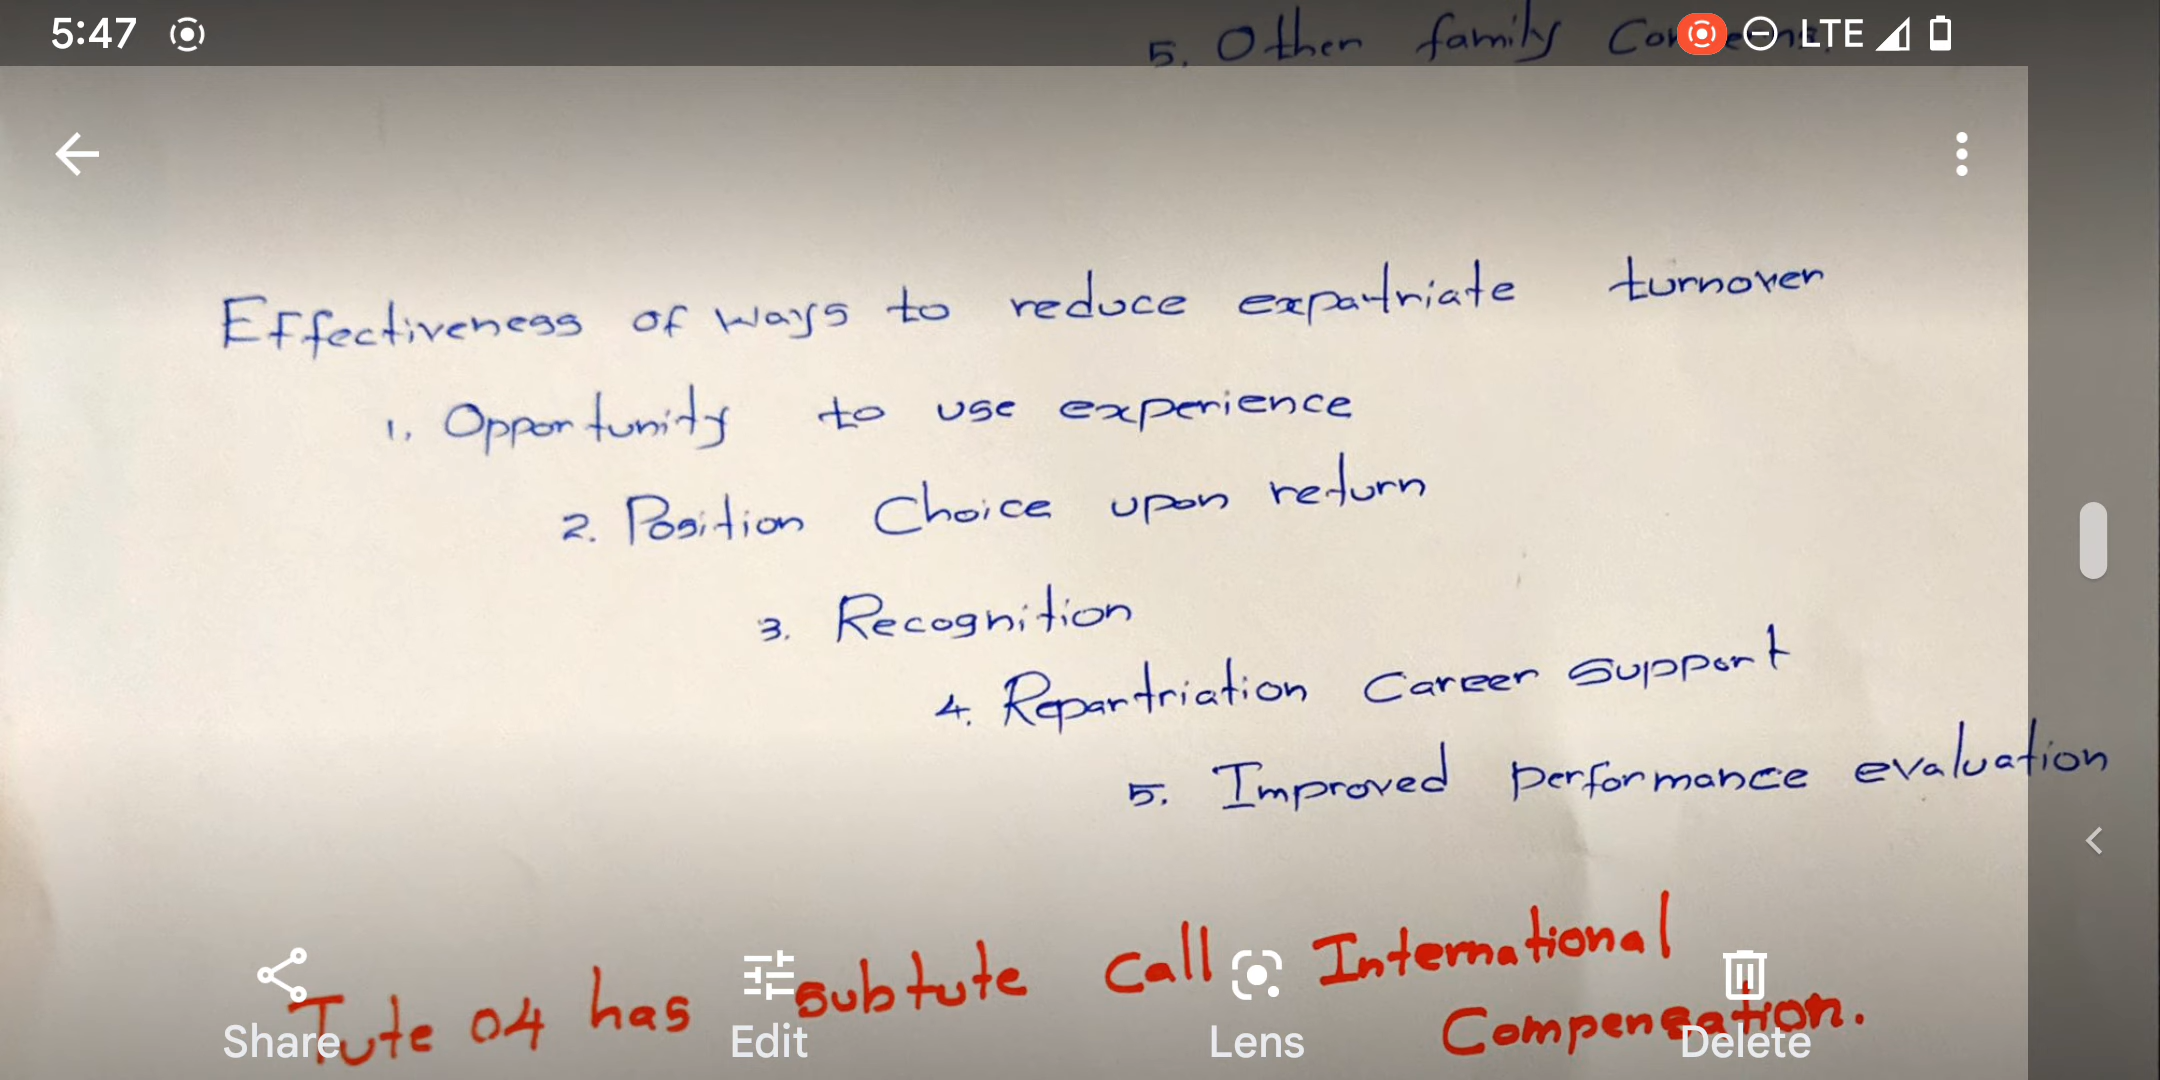 5:47 LTE
5. Other family Concerns.
Effectiveness of ways to reduce expatriate turnover
1. Opportunity to use experience
2. Position Choice upon return
3. Recognition
4. Repartriation Career support
5. Improved performance evaluation
Tute 04 has subtute call International
Compensation.
Share Edit Lens Delete